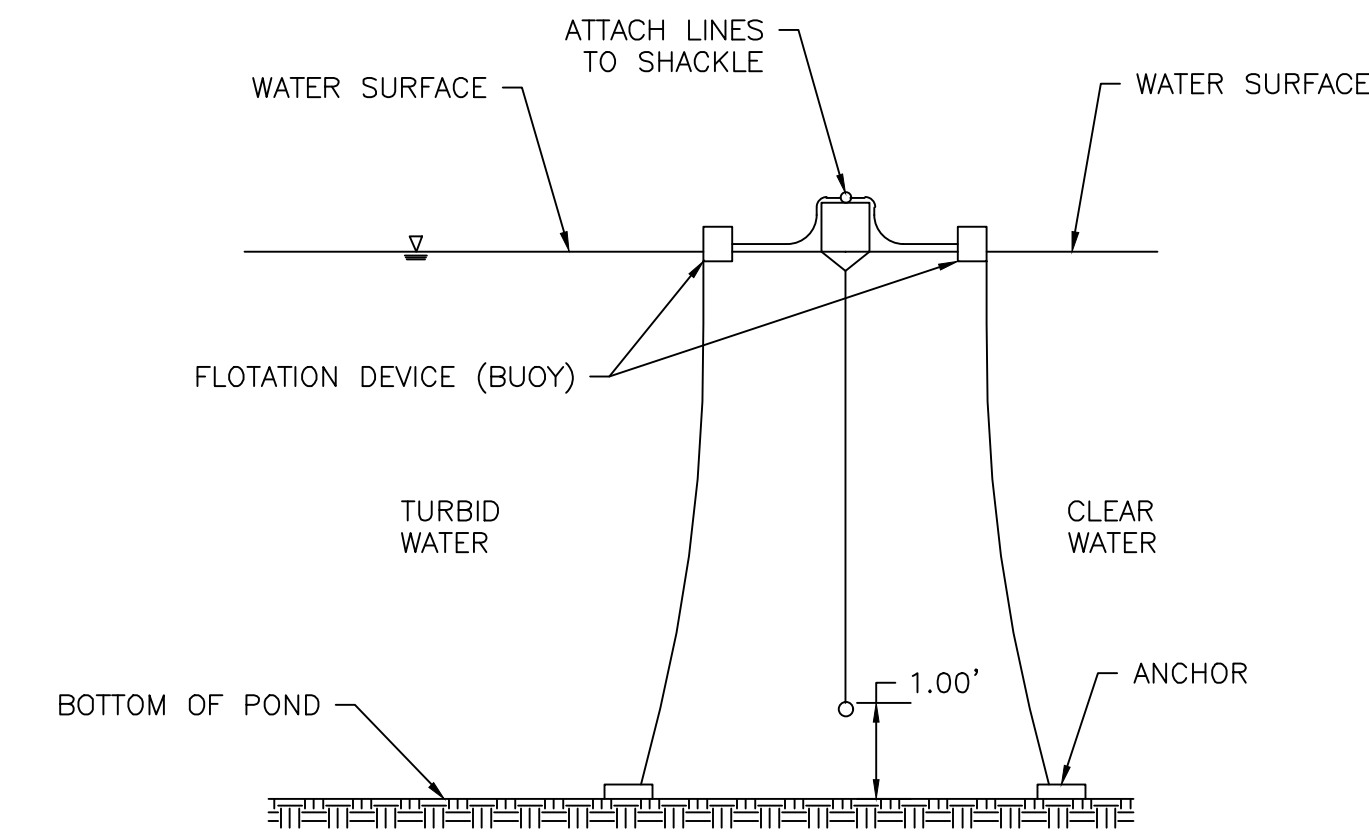 ATTACH LINES
TO SHACKLE
WATER SURFACE
WATER SURFACE
FLOTATION DEVICE (BUOY)
TURBID
WATER
CLEAR
WATER
1.00'
ANCHOR
BOTTOM OF POND